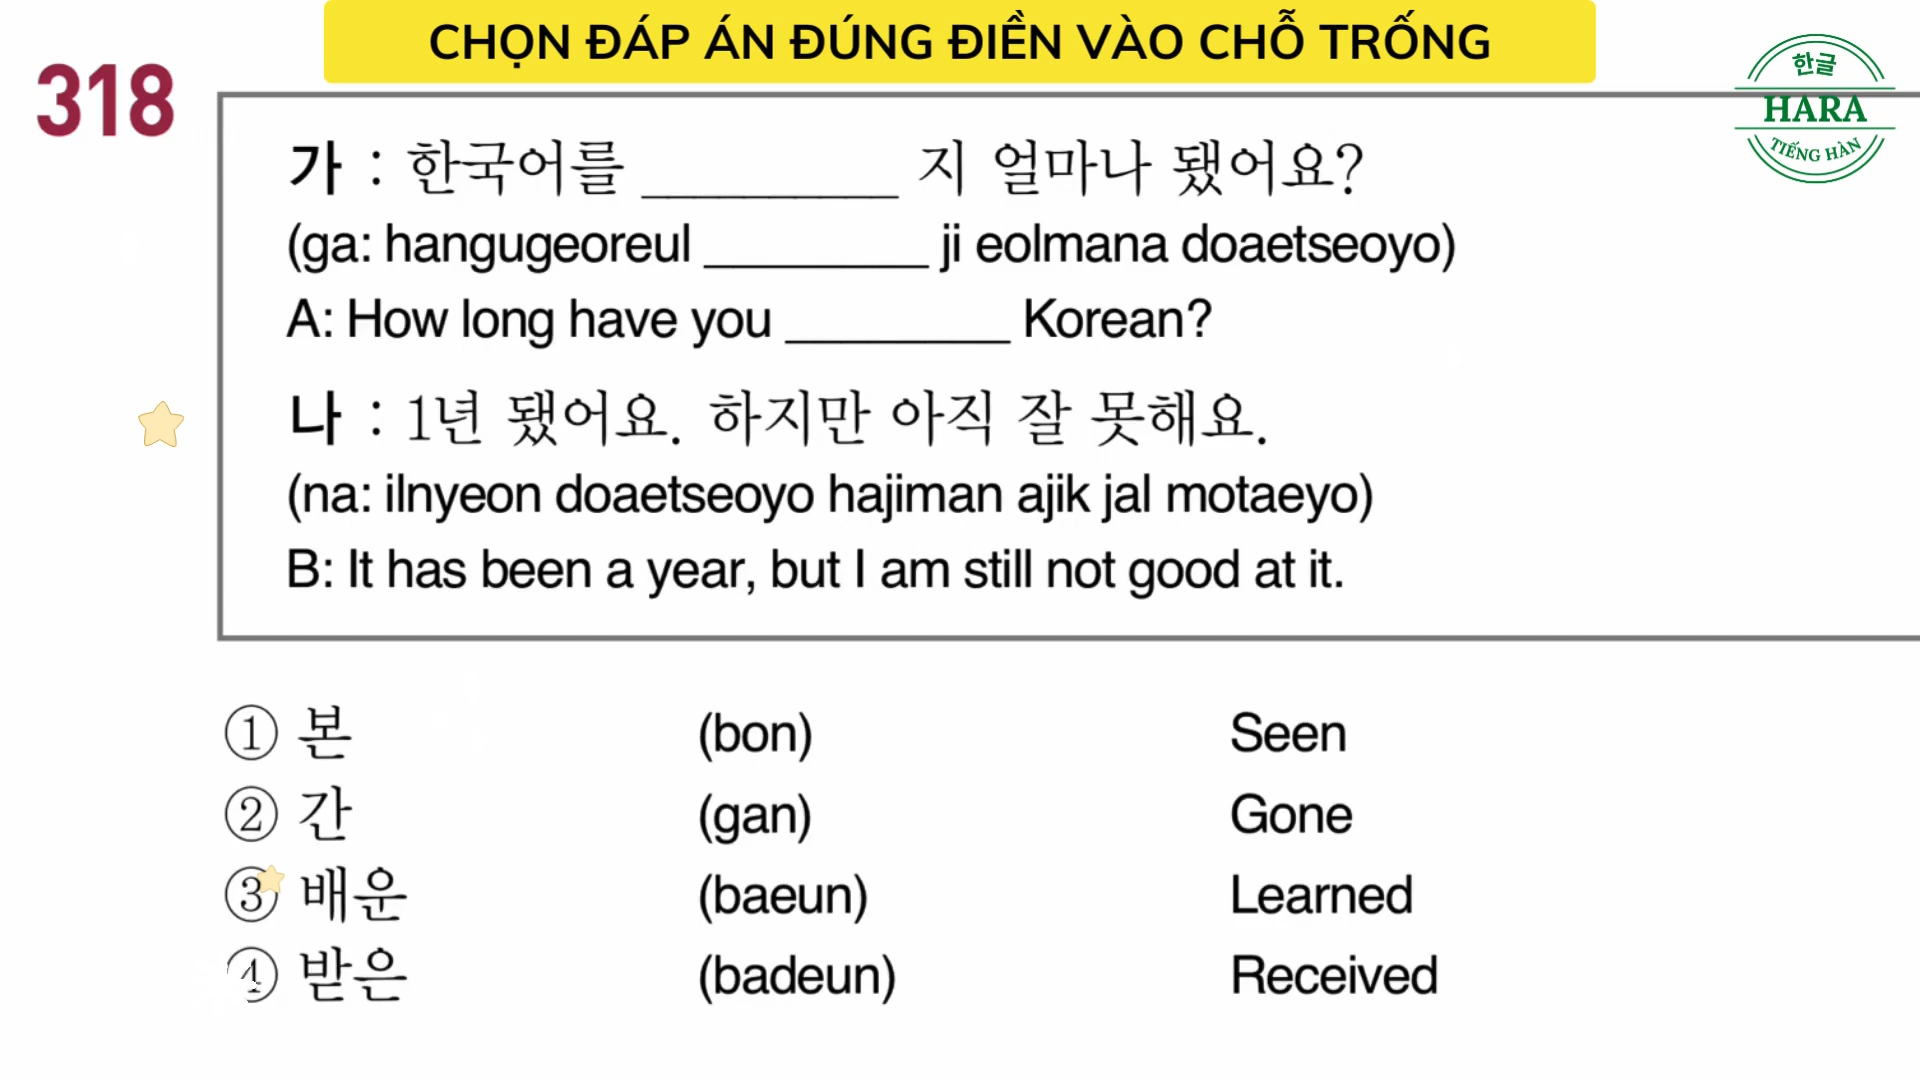 CHỌN ĐÁP ÁN ĐÚNG ĐIỀN VÀO CHỖ TRỐNG
318
한글
HARA
TIẾNG HÀN
가 : 한국어를 __________ 지 얼마나 됐어요?
(ga: hangugeoreul ________ ji eolmana doaetseoyo)
A: How long have you ________ Korean?
나 : 1년 됐어요. 하지만 아직 잘 못해요.
(na: ilnyeon doaetseoyo hajiman ajik jal motaeyo)
B: It has been a year, but I am still not good at it.
① 본 (bon) Seen
② 간 (gan) Gone
③ 배운 (baeun) Learned
④ 받은 (badeun) Received